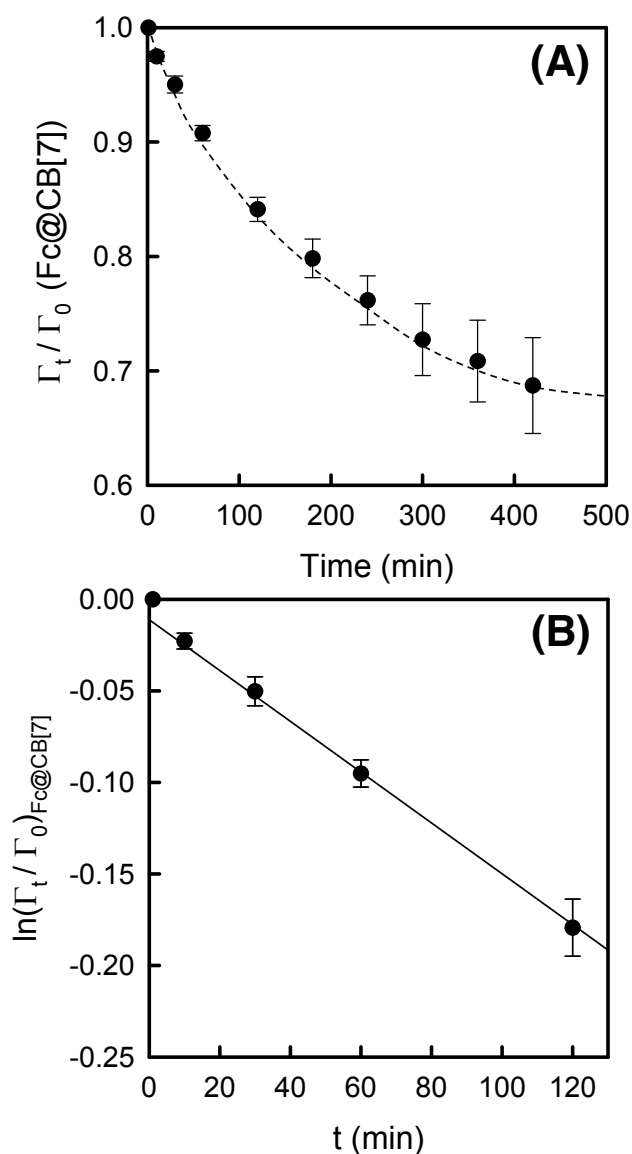 (A)
1.0
0.9
0.8
0.7
0.6
Γt / Γ0 (Fc@CB[7])
0 100 200 300 400 500
Time (min)
(B)
0.00
-0.05
-0.10
-0.15
-0.20
-0.25
ln(Γt / Γ0)Fc@CB[7]
0 20 40 60 80 100 120
t (min)